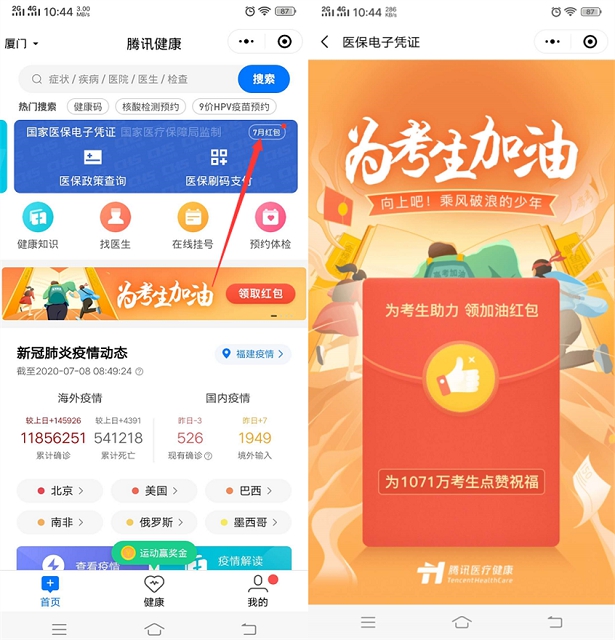 2G 4G 10:44 3.00 KB/S 87
厦门
腾讯健康
症状 / 疾病 / 医院 / 医生 / 检查
搜索
热门搜索 健康码 核酸检测预约 9价HPV疫苗预约
国家医保电子凭证 国家医疗保障局监制 7月红包
医保政策查询 医保刷码支付
健康知识 找医生 在线挂号 预约体检
为考生加油 领取红包
新冠肺炎疫情动态
福建疫情
截至2020-07-08 08:49:24
海外疫情 国内疫情
较上日+145926 较上日+4391 昨日-3 昨日+7
11856251 541218 526 1949
累计确诊 累计死亡 现有确诊 境外输入
北京 美国 巴西
南非 俄罗斯 墨西哥
查看疫情 运动赢奖金 疫情解读
首页 健康 我的
2G 4G 10:44 286 KB/S 87
医保电子凭证
为考生加油
向上吧！乘风破浪的少年
高考加油
为考生助力 领加油红包
为1071万考生点赞祝福
腾讯医疗健康
TencentHealthCare